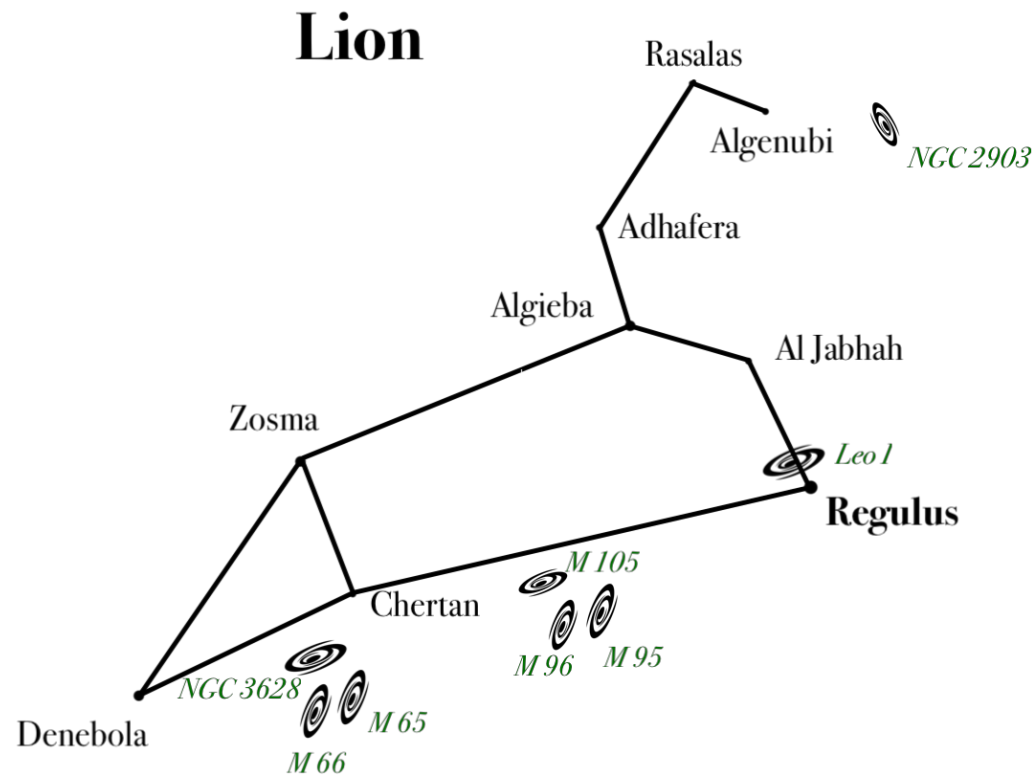 Lion
Rasalas
Algenubi
NGC 2903
Adhafera
Algieba
Al Jabhah
Zosma
Leo I
Regulus
M 105
Chertan
M 96
M 95
NGC 3628
M 65
Denebola
M 66